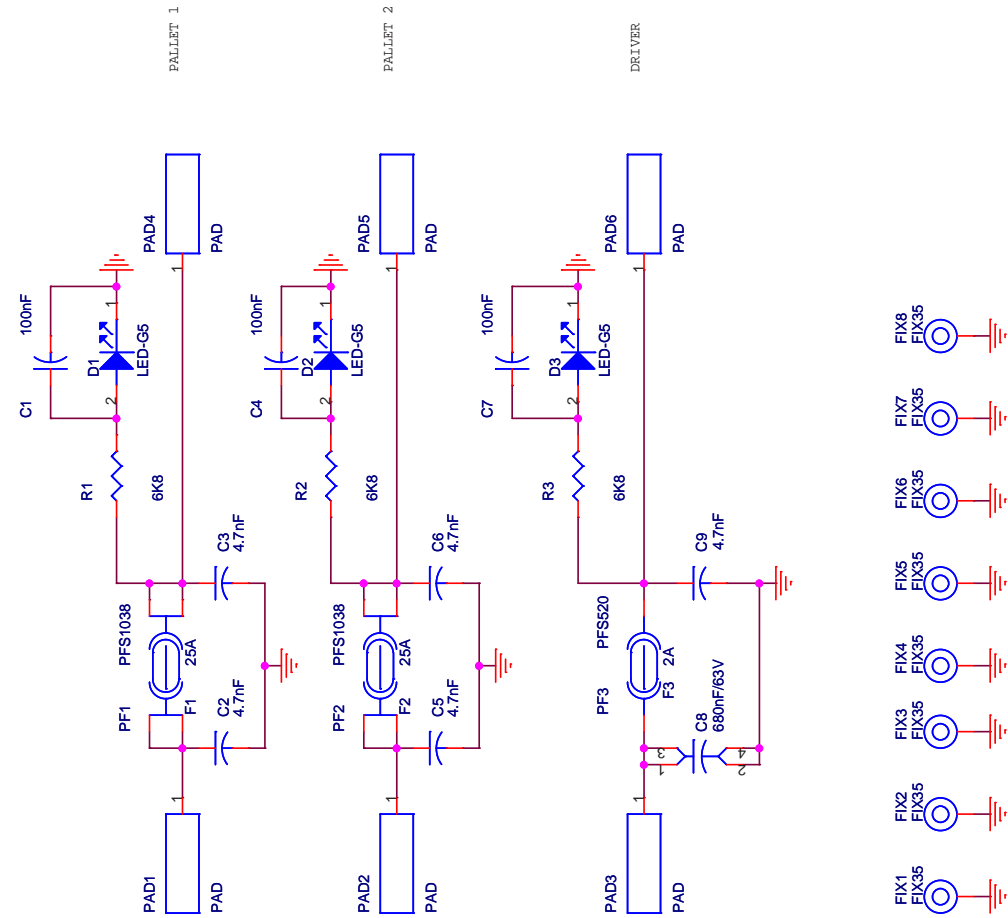 PALLET 1
PALLET 2
DRIVER
PAD4
PAD
1
PAD5
PAD
1
PAD6
PAD
1
100nF
C1
D1
LED-G5
1
2
R1
6K8
100nF
C4
D2
LED-G5
1
2
R2
6K8
100nF
C7
D3
LED-G5
1
2
R3
6K8
C3
4.7nF
PFS1038
25A
PF1
F1
C2
4.7nF
C6
4.7nF
PFS1038
25A
PF2
F2
C5
4.7nF
C9
4.7nF
PFS520
2A
PF3
F3
C8
680nF/63V
3
1
4
2
PAD1
PAD
1
PAD2
PAD
1
PAD3
PAD
1
FIX8
FIX35
FIX7
FIX35
FIX6
FIX35
FIX5
FIX35
FIX4
FIX35
FIX3
FIX35
FIX2
FIX35
FIX1
FIX35